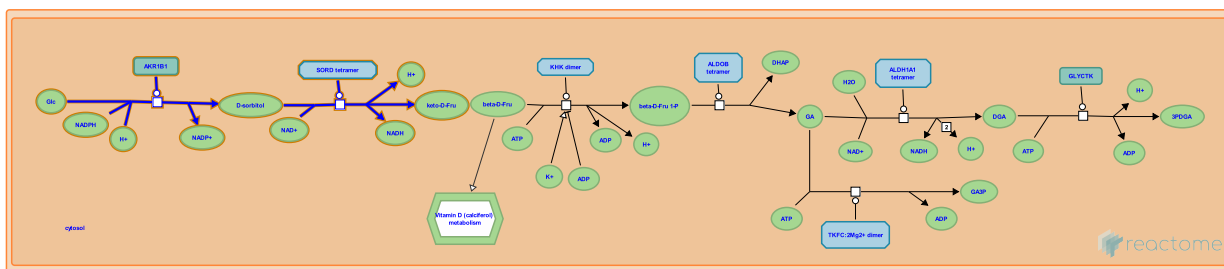 AKR1B1
SORD tetramer
KHK dimer
ALDOB
tetramer
ALDH1A1
tetramer
GLYCTK
Glc
NADPH
H+
NADP+
D-sorbitol
NAD+
H+
NADH
keto-D-Fru
beta-D-Fru
ATP
K+
ADP
ADP
H+
beta-D-Fru 1-P
DHAP
GA
H2O
NAD+
NADH
2
H+
DGA
ATP
H+
ADP
3PDGA
ATP
TKFC:2Mg2+ dimer
ADP
GA3P
Vitamin D (calciferol)
metabolism
cytosol
reactome